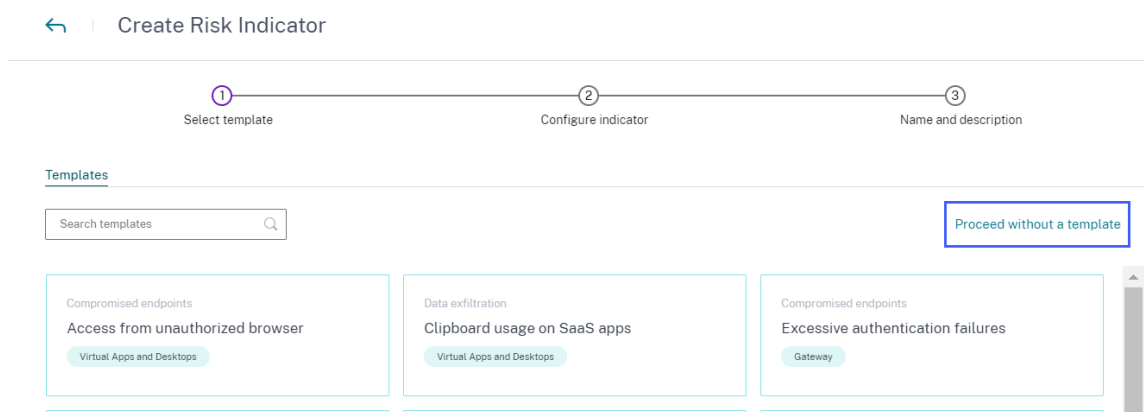 Create Risk Indicator
1
2
3
Select template
Configure indicator
Name and description
Templates
Search templates
Proceed without a template
Compromised endpoints
Access from unauthorized browser
Virtual Apps and Desktops
Data exfiltration
Clipboard usage on SaaS apps
Virtual Apps and Desktops
Compromised endpoints
Excessive authentication failures
Gateway